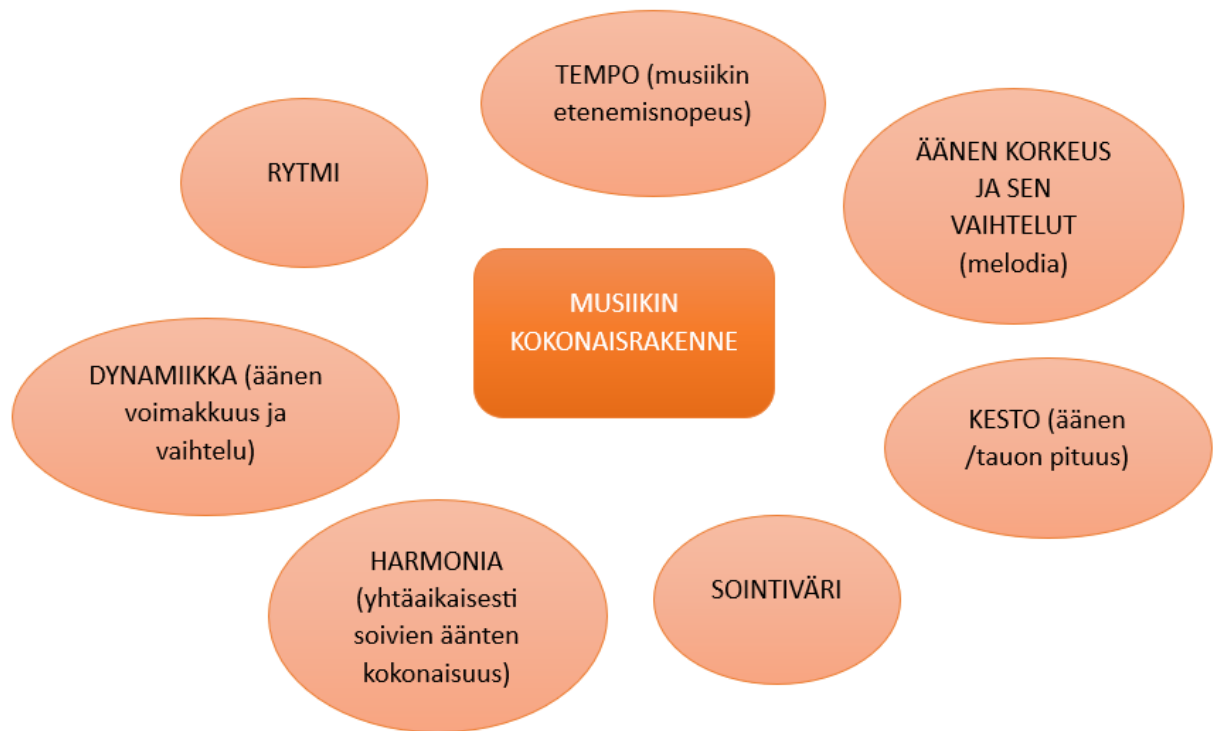 TEMPO (musiikin
etenemisnopeus)
RYTMI
ÄÄNEN KORKEUS
JA SEN
VAIHTELUT
(melodia)
MUSIIKIN
KOKONAISRAKENNE
DYNAMIIKKA (äänen
voimakkuus ja
vaihtelu)
KESTO (äänen
/tauon pituus)
HARMONIA
(yhtäaikaisesti
soivien äänten
kokonaisuus)
SOINTIVÄRI